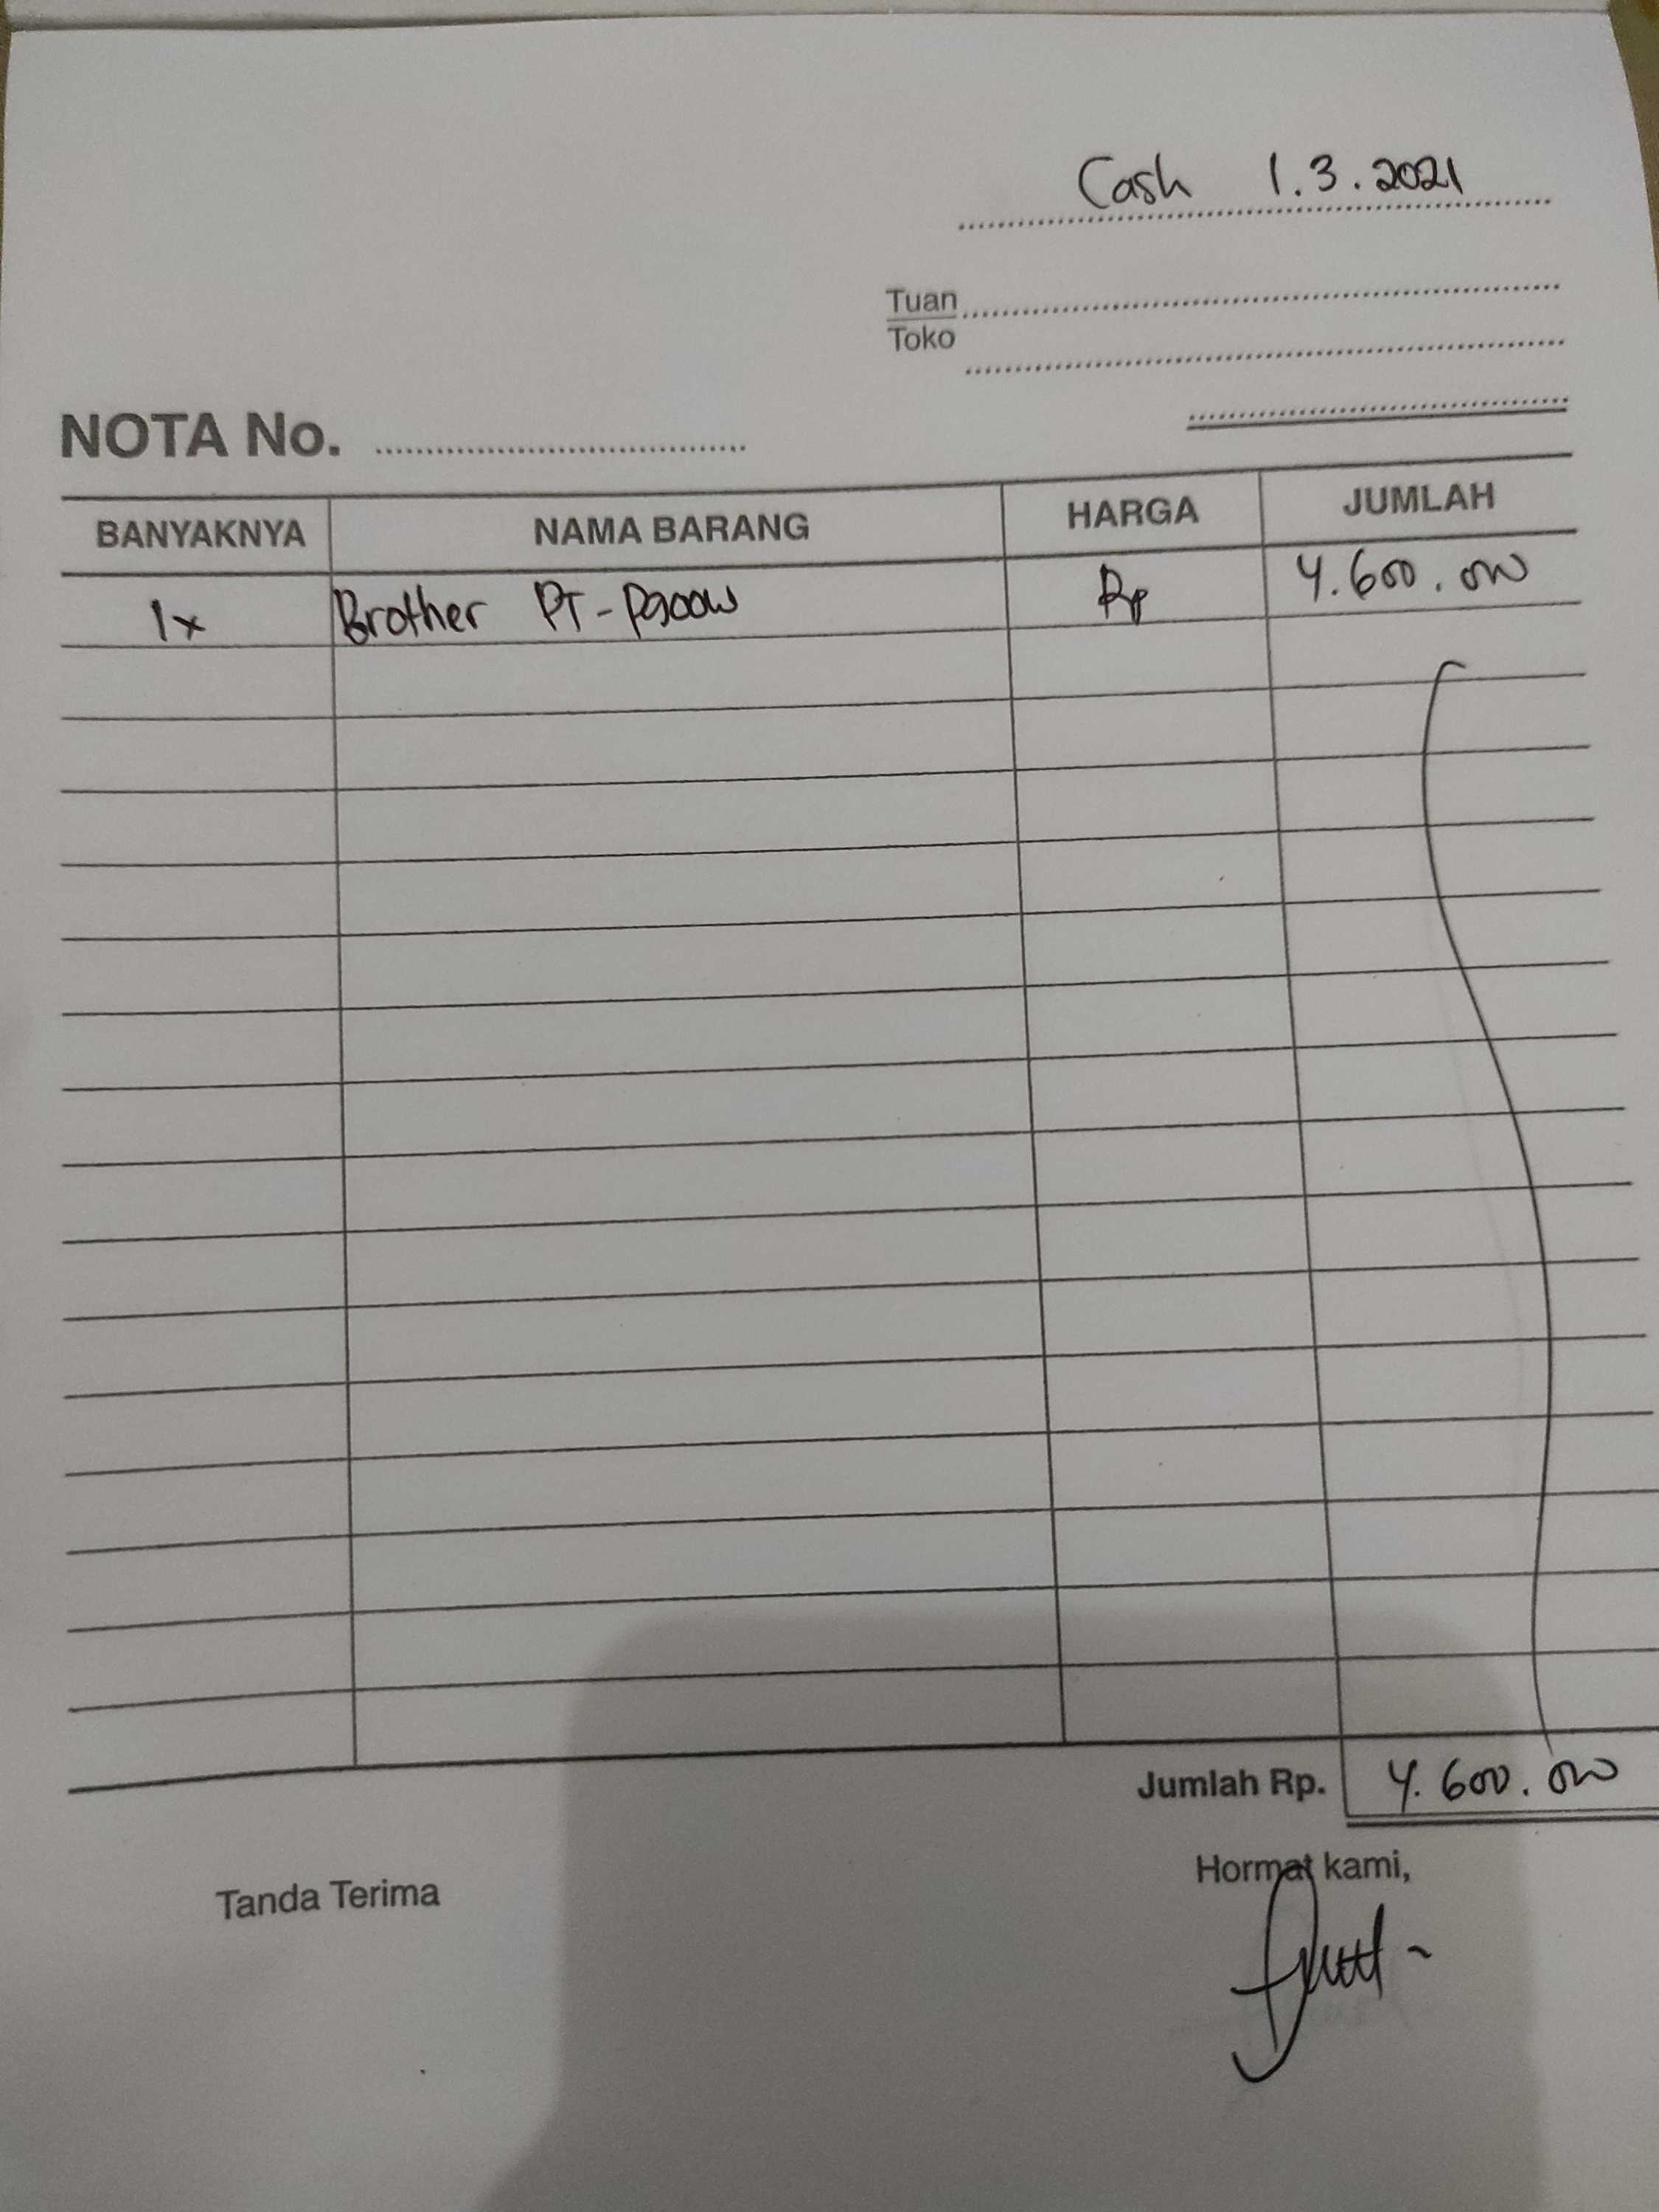 Cash 1.3.2021
Tuan
Toko
NOTA No.
BANYAKNYA NAMA BARANG HARGA JUMLAH
1x Brother PT-P900W Rp 4.600.000
Jumlah Rp. 4.600.000
Tanda Terima Hormat kami,